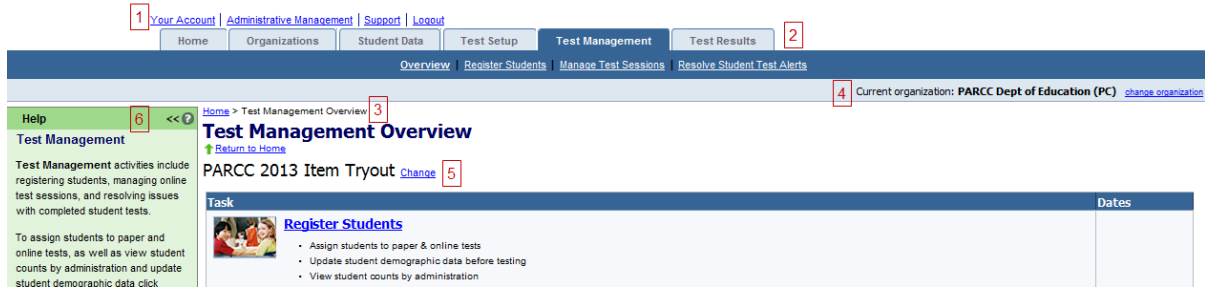 1 Your Account | Administrative Management | Support | Logout
Home Organizations Student Data Test Setup Test Management Test Results 2
Overview | Register Students | Manage Test Sessions | Resolve Student Test Alerts
4 Current organization: PARCC Dept of Education (PC) change organization
Help 6 << ?
Test Management
Test Management activities include
registering students, managing online
test sessions, and resolving issues
with completed student tests.
To assign students to paper and
online tests, as well as view student
counts by administration and update
student demographic data click
Home > Test Management Overview 3
Test Management Overview
Return to Home
PARCC 2013 Item Tryout Change 5
Task Dates
Register Students
• Assign students to paper & online tests
• Update student demographic data before testing
• View student counts by administration